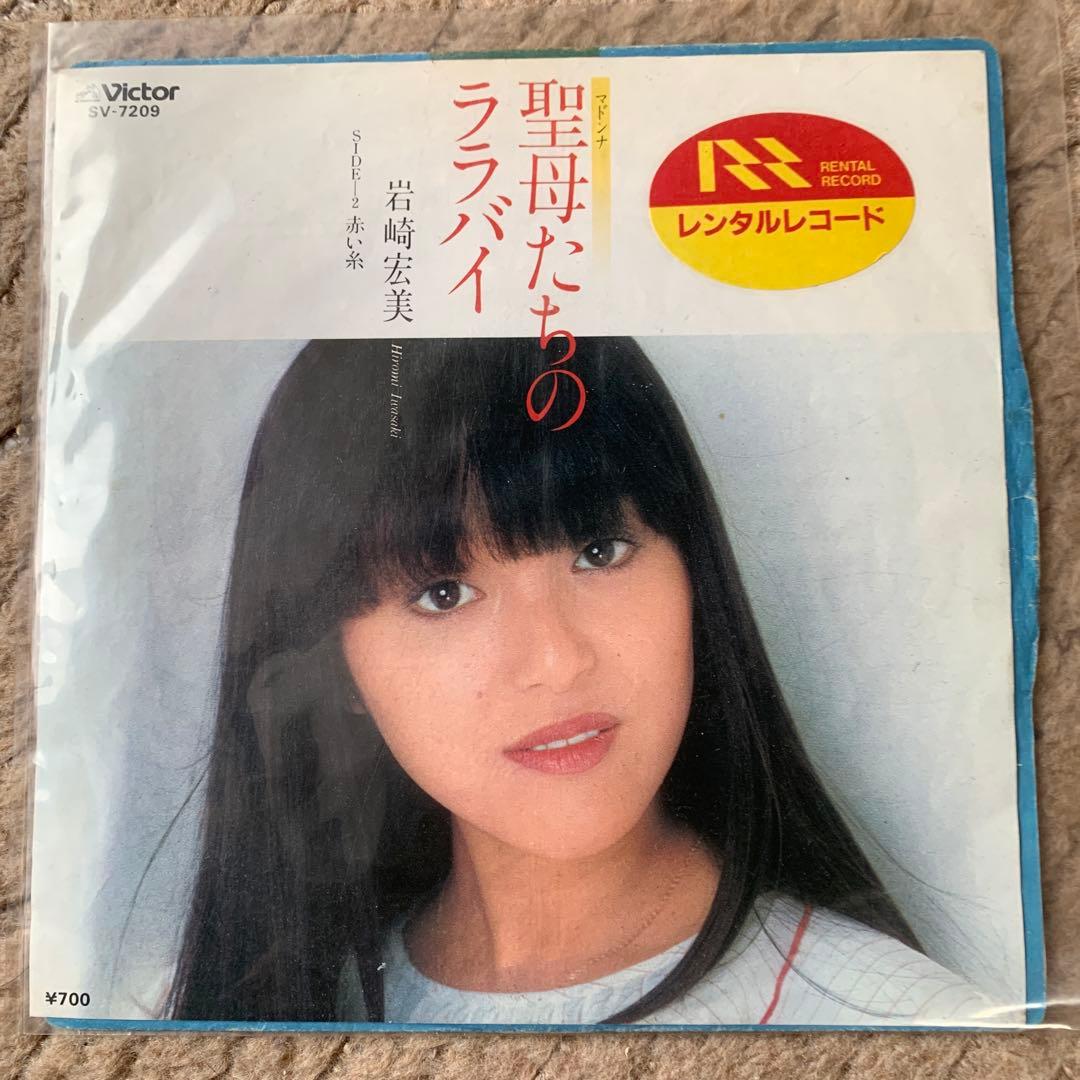 Victor
SV-7209
マドンナ
聖母たちの
ララバイ
岩崎宏美
Hiromi Iwasaki
SIDE—2 赤い糸
RR
RENTAL
RECORD
レンタルレコード
¥700